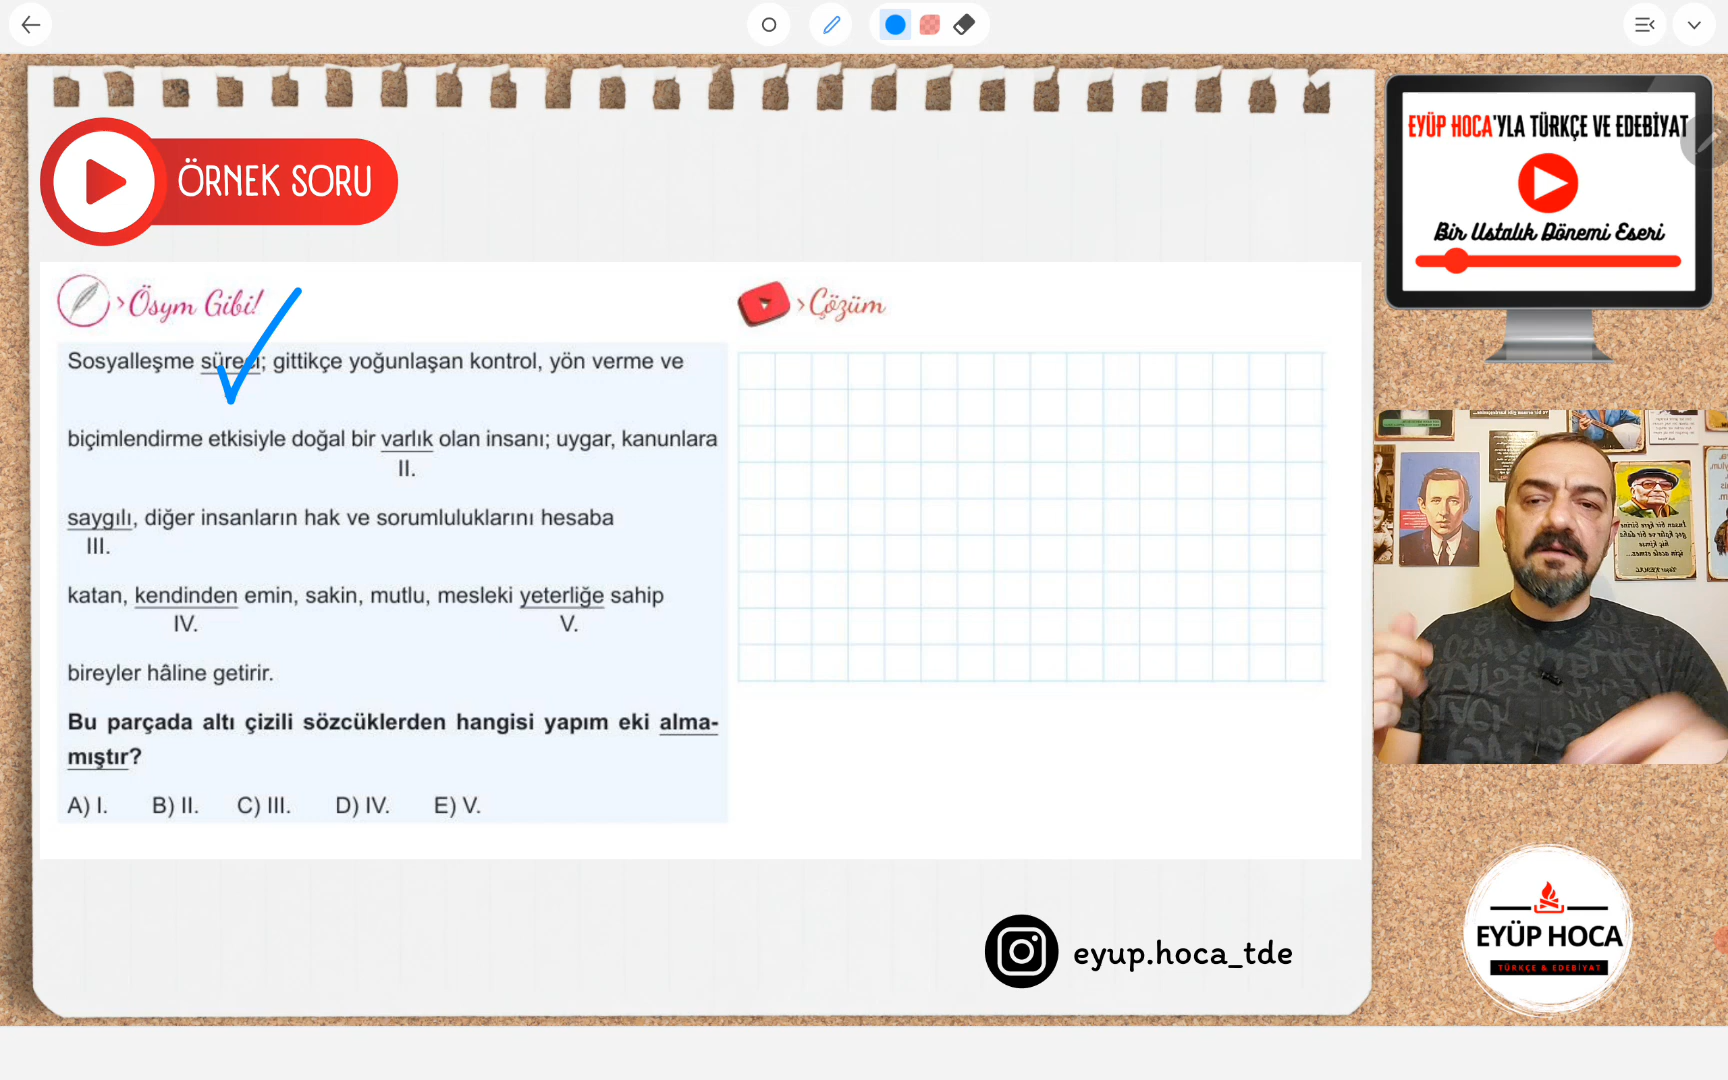 ÖRNEK SORU
EYÜP HOCA'YLA TÜRKÇE VE EDEBİYAT
Bir Ustalık Dönemi Eseri
Ösym Gibi!
Çözüm
Sosyalleşme süreci; gittikçe yoğunlaşan kontrol, yön verme ve
biçimlendirme etkisiyle doğal bir varlık olan insanı; uygar, kanunlara
II.
saygılı, diğer insanların hak ve sorumluluklarını hesaba
III.
katan, kendinden emin, sakin, mutlu, mesleki yeterliğe sahip
IV. V.
bireyler hâline getirir.
Bu parçada altı çizili sözcüklerden hangisi yapım eki alma-
mıştır?
A) I. B) II. C) III. D) IV. E) V.
eyup.hoca_tde
EYÜP HOCA
TÜRKÇE & EDEBİYAT